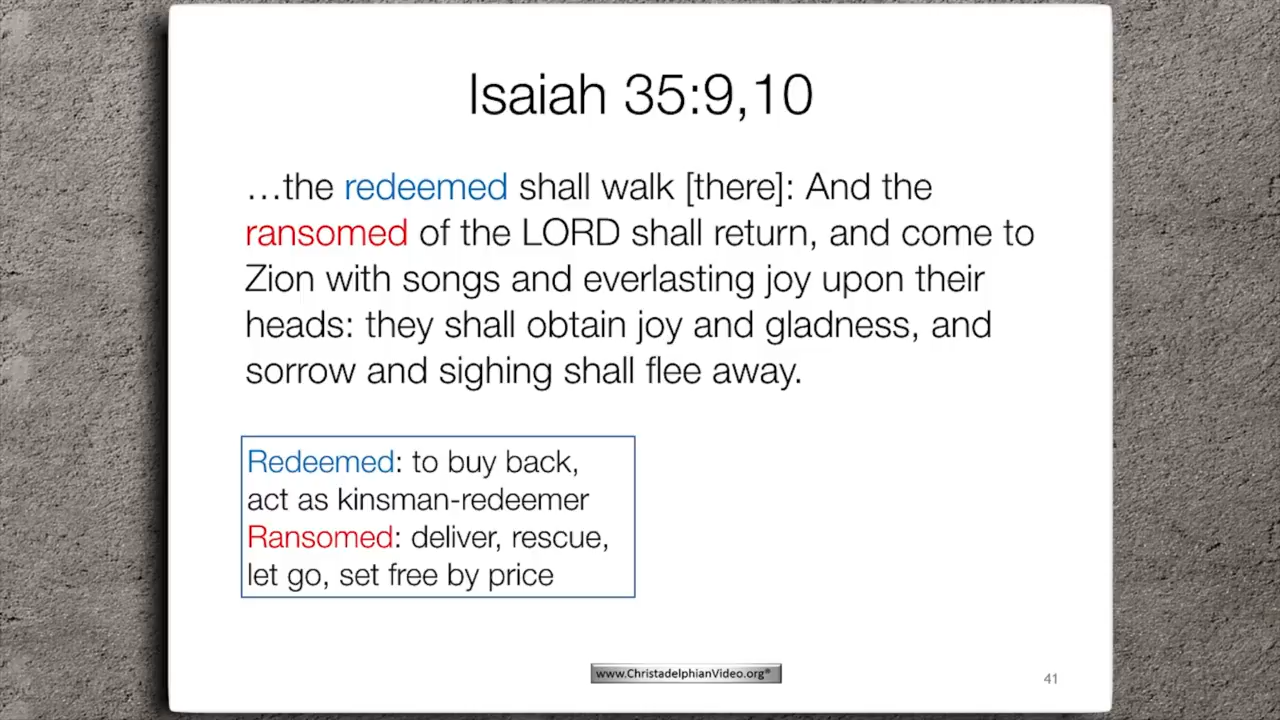 Isaiah 35:9,10
…the redeemed shall walk [there]: And the
ransomed of the LORD shall return, and come to
Zion with songs and everlasting joy upon their
heads: they shall obtain joy and gladness, and
sorrow and sighing shall flee away.
Redeemed: to buy back,
act as kinsman-redeemer
Ransomed: deliver, rescue,
let go, set free by price
www.ChristadelphianVideo.org®
41